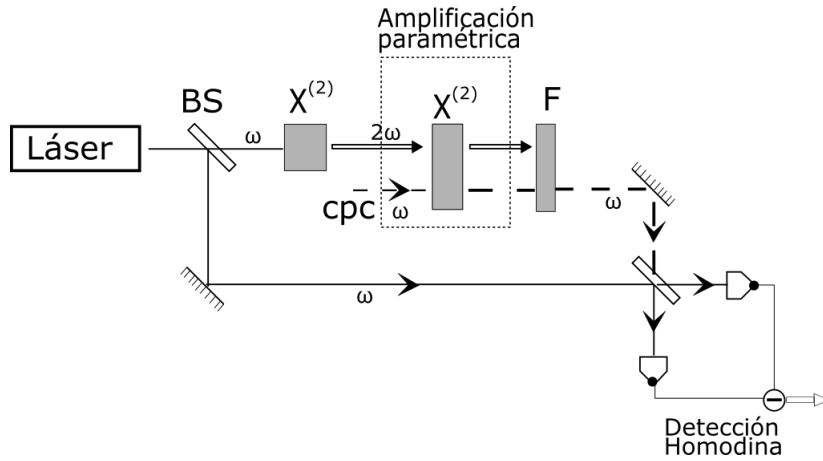 Amplificación
paramétrica
BS
X(2)
X(2)
F
Láser
ω
2ω
cpc
ω
ω
ω
Detección
Homodina